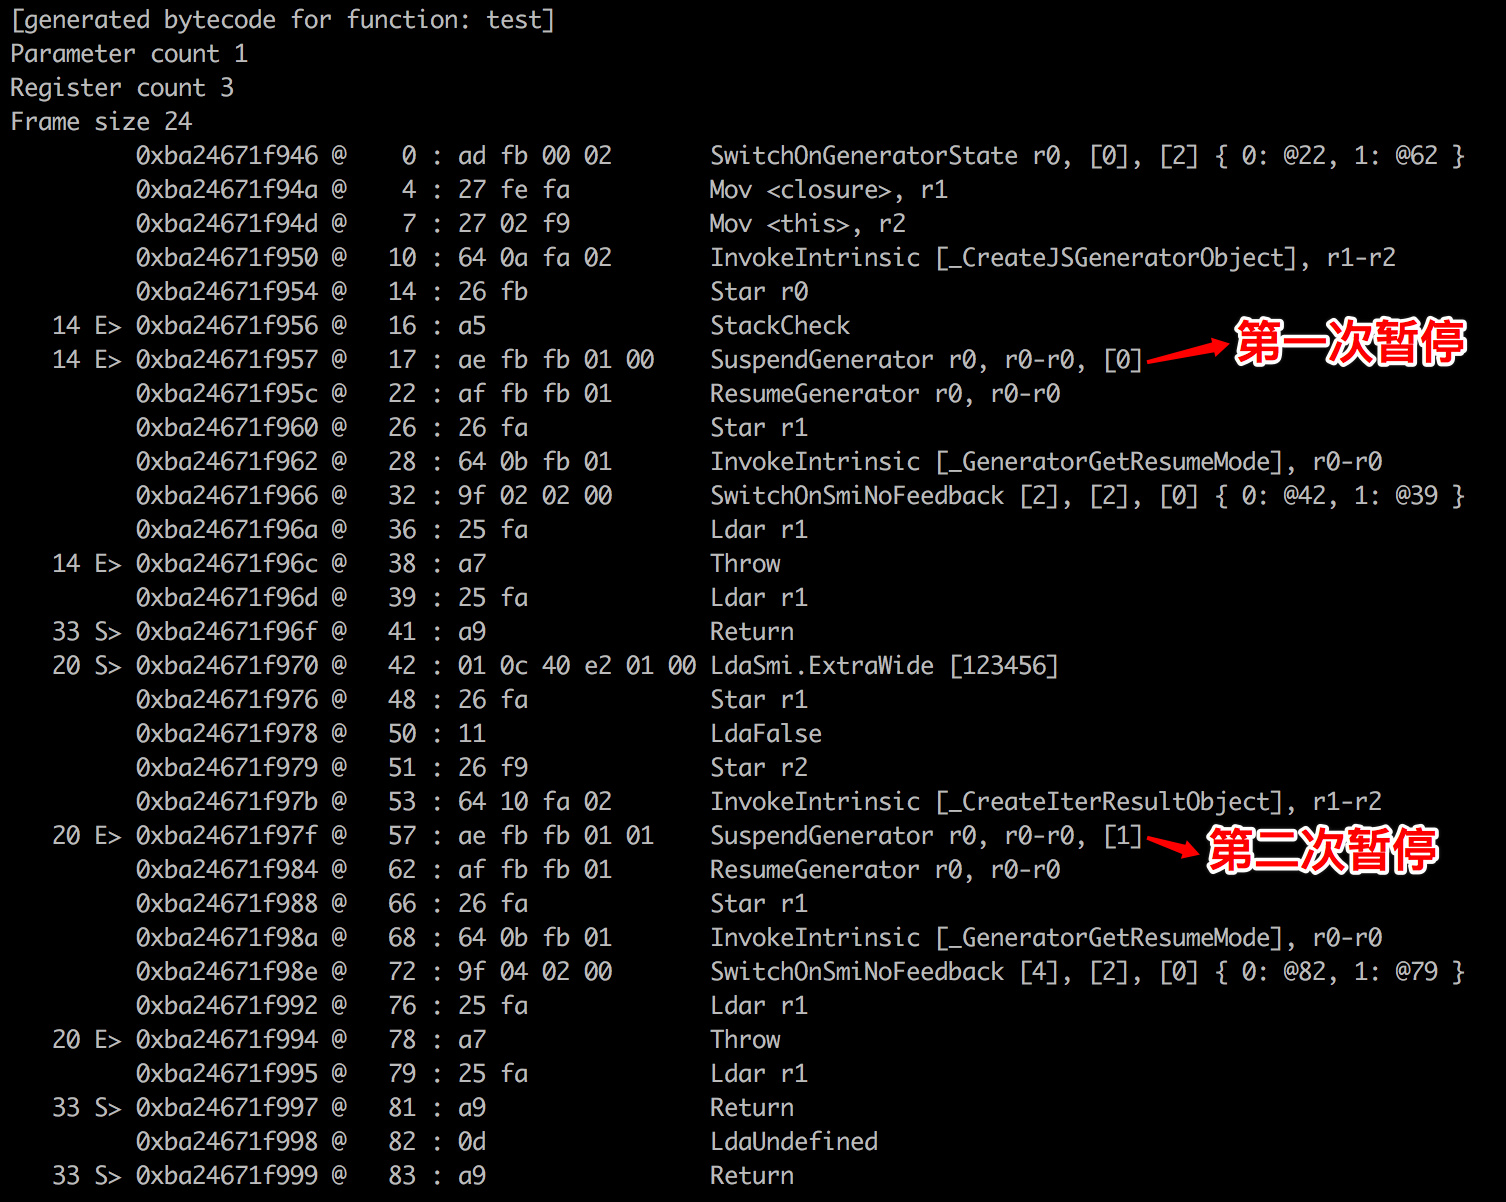 [generated bytecode for function: test]
Parameter count 1
Register count 3
Frame size 24
0xba24671f946 @ 0 : ad fb 00 02 SwitchOnGeneratorState r0, [0], [2] { 0: @22, 1: @62 }
0xba24671f94a @ 4 : 27 fe fa Mov <closure>, r1
0xba24671f94d @ 7 : 27 02 f9 Mov <this>, r2
0xba24671f950 @ 10 : 64 0a fa 02 InvokeIntrinsic [_CreateJSGeneratorObject], r1-r2
0xba24671f954 @ 14 : 26 fb Star r0
14 E> 0xba24671f956 @ 16 : a5 StackCheck
14 E> 0xba24671f957 @ 17 : ae fb fb 01 00 SuspendGenerator r0, r0-r0, [0] 第一次暂停
0xba24671f95c @ 22 : af fb fb 01 ResumeGenerator r0, r0-r0
0xba24671f960 @ 26 : 26 fa Star r1
0xba24671f962 @ 28 : 64 0b fb 01 InvokeIntrinsic [_GeneratorGetResumeMode], r0-r0
0xba24671f966 @ 32 : 9f 02 02 00 SwitchOnSmiNoFeedback [2], [2], [0] { 0: @42, 1: @39 }
0xba24671f96a @ 36 : 25 fa Ldar r1
14 E> 0xba24671f96c @ 38 : a7 Throw
0xba24671f96d @ 39 : 25 fa Ldar r1
33 S> 0xba24671f96f @ 41 : a9 Return
20 S> 0xba24671f970 @ 42 : 01 0c 40 e2 01 00 LdaSmi.ExtraWide [123456]
0xba24671f976 @ 48 : 26 fa Star r1
0xba24671f978 @ 50 : 11 LdaFalse
0xba24671f979 @ 51 : 26 f9 Star r2
0xba24671f97b @ 53 : 64 10 fa 02 InvokeIntrinsic [_CreateIterResultObject], r1-r2
20 E> 0xba24671f97f @ 57 : ae fb fb 01 01 SuspendGenerator r0, r0-r0, [1] 第二次暂停
0xba24671f984 @ 62 : af fb fb 01 ResumeGenerator r0, r0-r0
0xba24671f988 @ 66 : 26 fa Star r1
0xba24671f98a @ 68 : 64 0b fb 01 InvokeIntrinsic [_GeneratorGetResumeMode], r0-r0
0xba24671f98e @ 72 : 9f 04 02 00 SwitchOnSmiNoFeedback [4], [2], [0] { 0: @82, 1: @79 }
0xba24671f992 @ 76 : 25 fa Ldar r1
20 E> 0xba24671f994 @ 78 : a7 Throw
0xba24671f995 @ 79 : 25 fa Ldar r1
33 S> 0xba24671f997 @ 81 : a9 Return
0xba24671f998 @ 82 : 0d LdaUndefined
33 S> 0xba24671f999 @ 83 : a9 Return